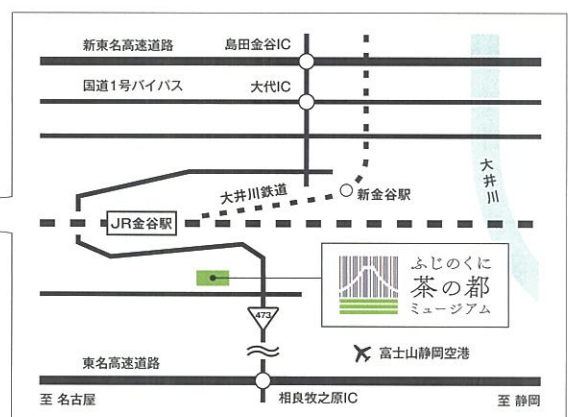 新東名高速道路
島田金谷IC
国道1号バイパス
大代IC
大井川
大井川鉄道
新金谷駅
JR金谷駅
ふじのくに
茶の都
ミュージアム
473
富士山静岡空港
東名高速道路
至 名古屋
相良牧之原IC
至 静岡